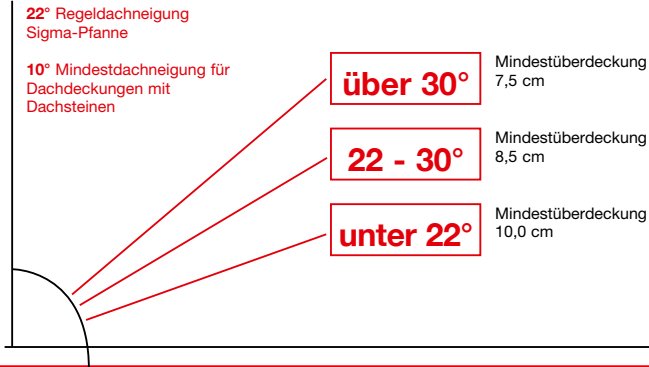 22° Regeldachneigung
Sigma-Pfanne
10° Mindestdachneigung für
Dachdeckungen mit
Dachsteinen
über 30°
Mindestüberdeckung
7,5 cm
22 - 30°
Mindestüberdeckung
8,5 cm
unter 22°
Mindestüberdeckung
10,0 cm